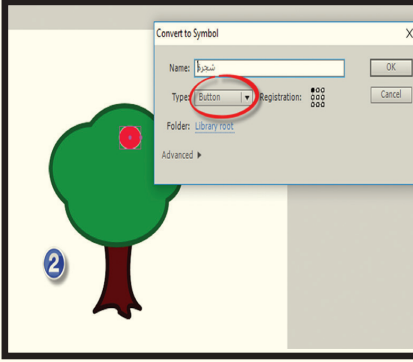 Convert to Symbol X
Name: شجرة OK
Type: Button Registration: Cancel
Folder: Library root
Advanced
2